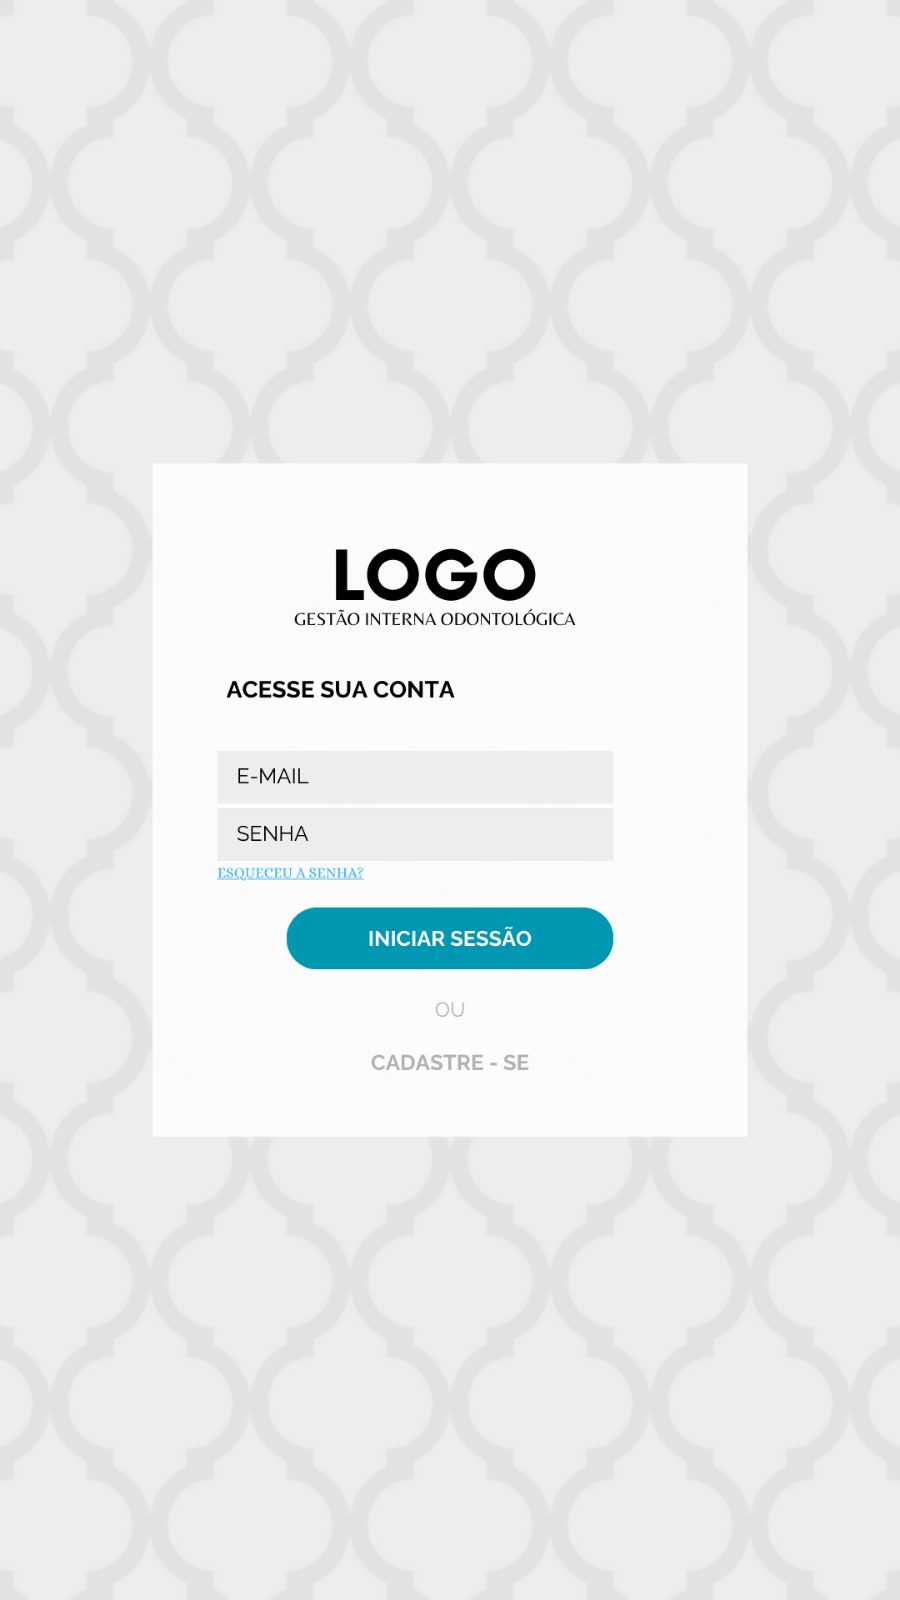 LOGO
GESTÃO INTERNA ODONTOLÓGICA
ACESSE SUA CONTA
E-MAIL
SENHA
ESQUECEU A SENHA?
INICIAR SESSÃO
OU
CADASTRE - SE